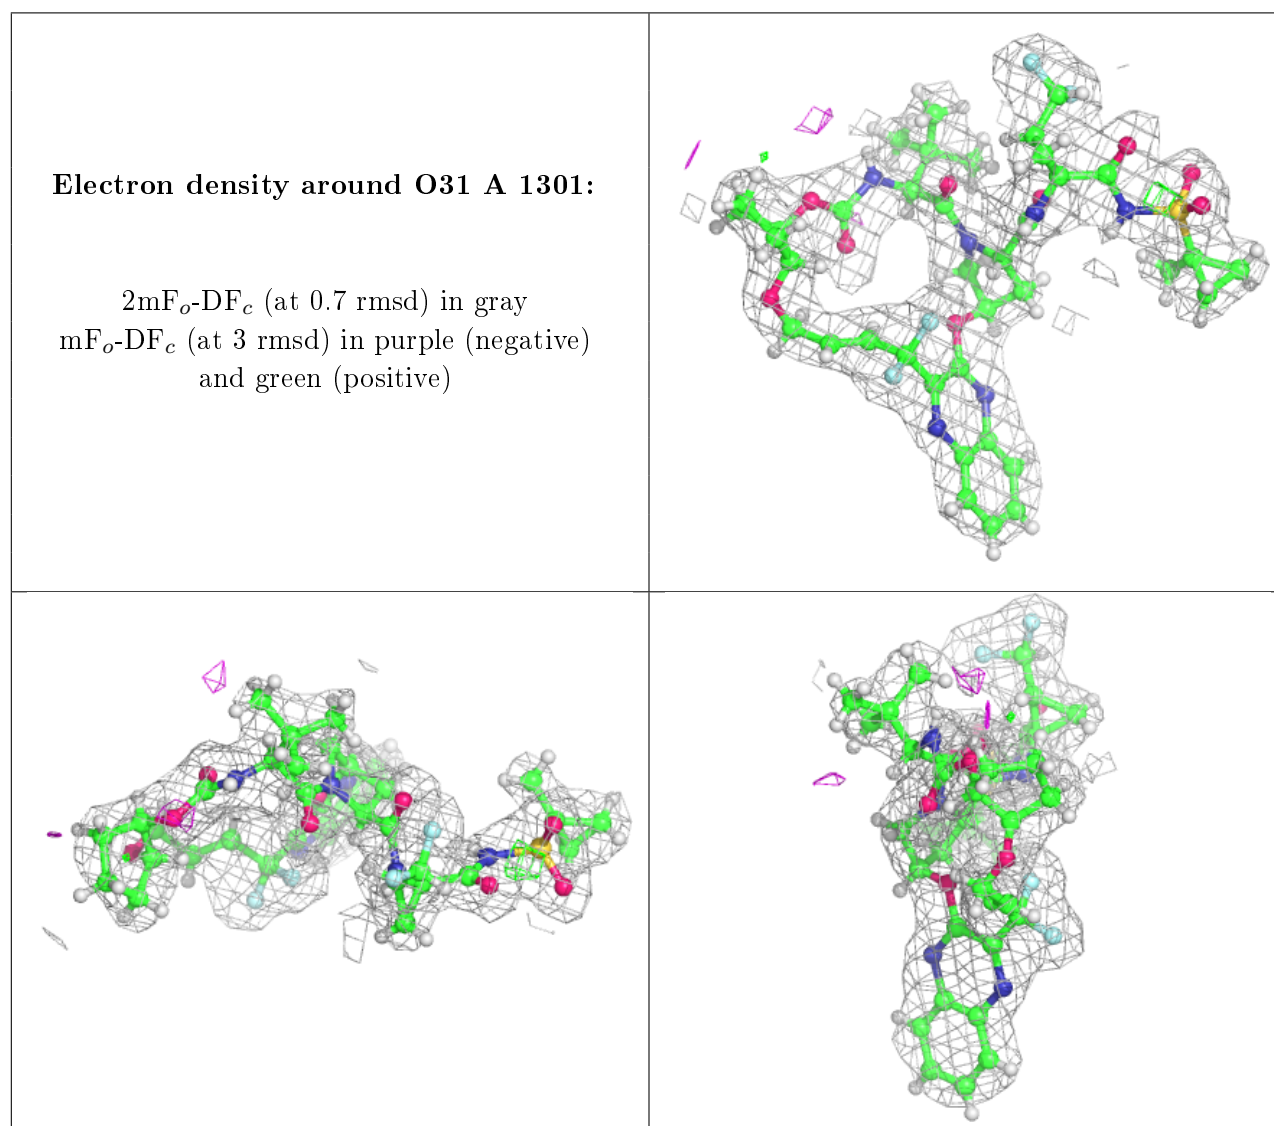 Electron density around O31 A 1301:
2mFo-DFc (at 0.7 rmsd) in gray
mFo-DFc (at 3 rmsd) in purple (negative)
and green (positive)